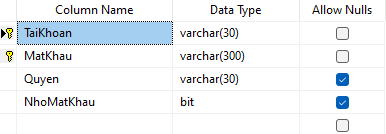 Column Name Data Type Allow Nulls
TaiKhoan varchar(30)
MatKhau varchar(300)
Quyen varchar(30)
NhoMatKhau bit